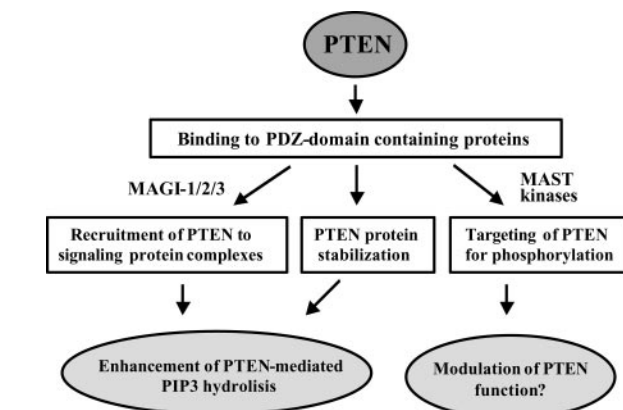 PTEN
Binding to PDZ-domain containing proteins
MAGI-1/2/3
MAST
kinases
Recruitment of PTEN to
signaling protein complexes
PTEN protein
stabilization
Targeting of PTEN
for phosphorylation
Enhancement of PTEN-mediated
PIP3 hydrolisis
Modulation of PTEN
function?